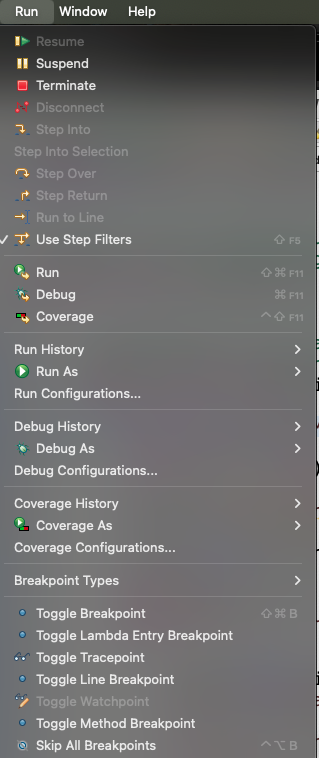 Run Window Help
Resume
Suspend
Terminate
Disconnect
Step Into
Step Into Selection
Step Over
Step Return
Run to Line
✓ Use Step Filters ⇧ F5
Run ⇧⌘F11
Debug ⌘F11
Coverage ^⇧F11
Run History >
Run As >
Run Configurations...
Debug History >
Debug As >
Debug Configurations...
Coverage History >
Coverage As >
Coverage Configurations...
Breakpoint Types >
Toggle Breakpoint ⇧⌘B
Toggle Lambda Entry Breakpoint
Toggle Tracepoint
Toggle Line Breakpoint
Toggle Watchpoint
Toggle Method Breakpoint
Skip All Breakpoints ^⌥B